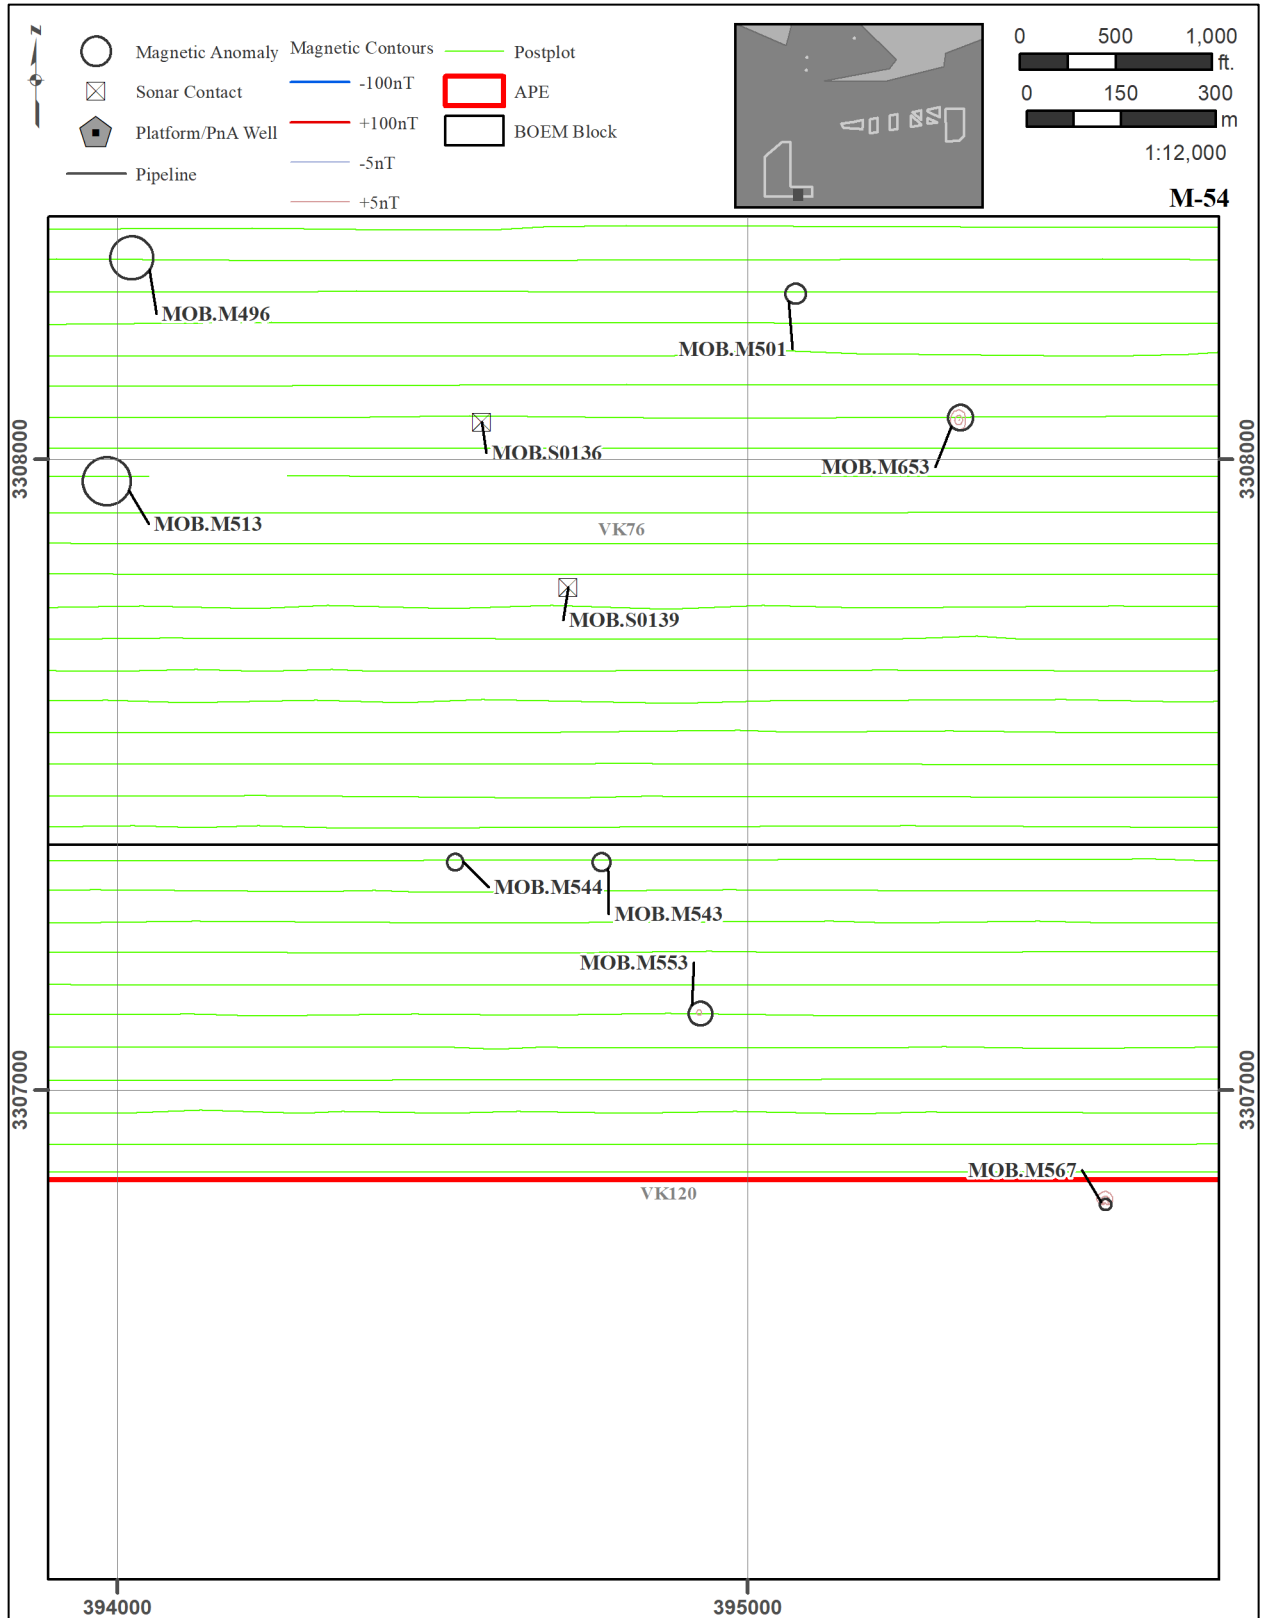 Z
Magnetic Anomaly
Sonar Contact
Platform/PnA Well
Pipeline
Magnetic Contours
-100nT
+100nT
-5nT
+5nT
Postplot
APE
BOEM Block
0 500 1,000
ft.
0 150 300
m
1:12,000
M-54
MOB.M496
MOB.M501
MOB.S0136
MOB.M653
3308000
3308000
MOB.M513
VK76
MOB.S0139
MOB.M544
MOB.M543
MOB.M553
3307000
3307000
MOB.M567
VK120
394000
395000